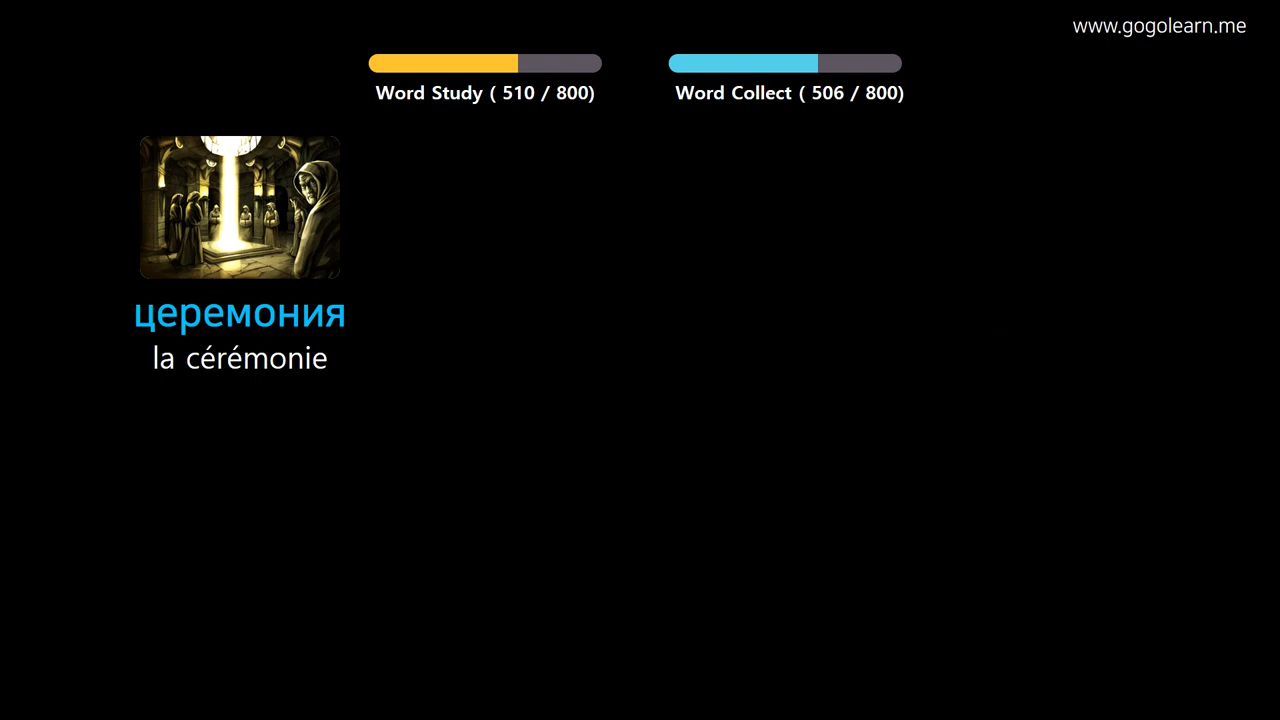 www.gogolearn.me
Word Study ( 510 / 800)
Word Collect ( 506 / 800)
церемония
la cérémonie